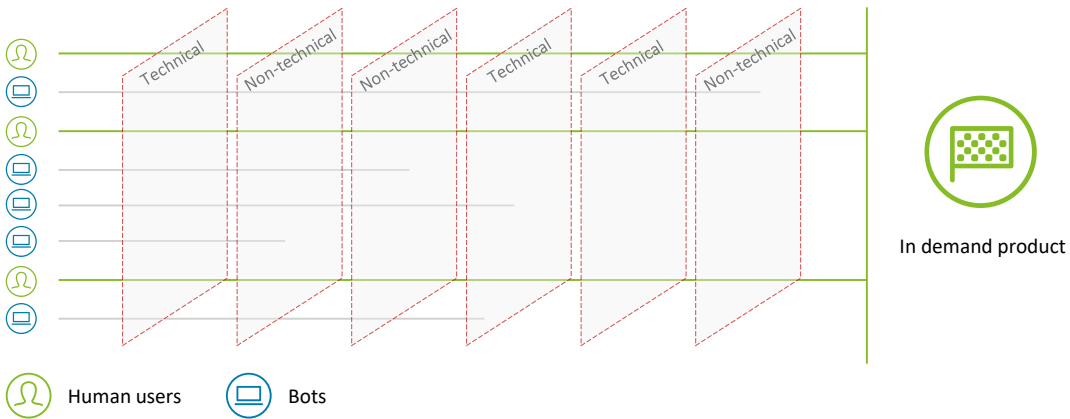 Technical
Non-technical
Non-technical
Technical
Technical
Non-technical
In demand product
Human users
Bots